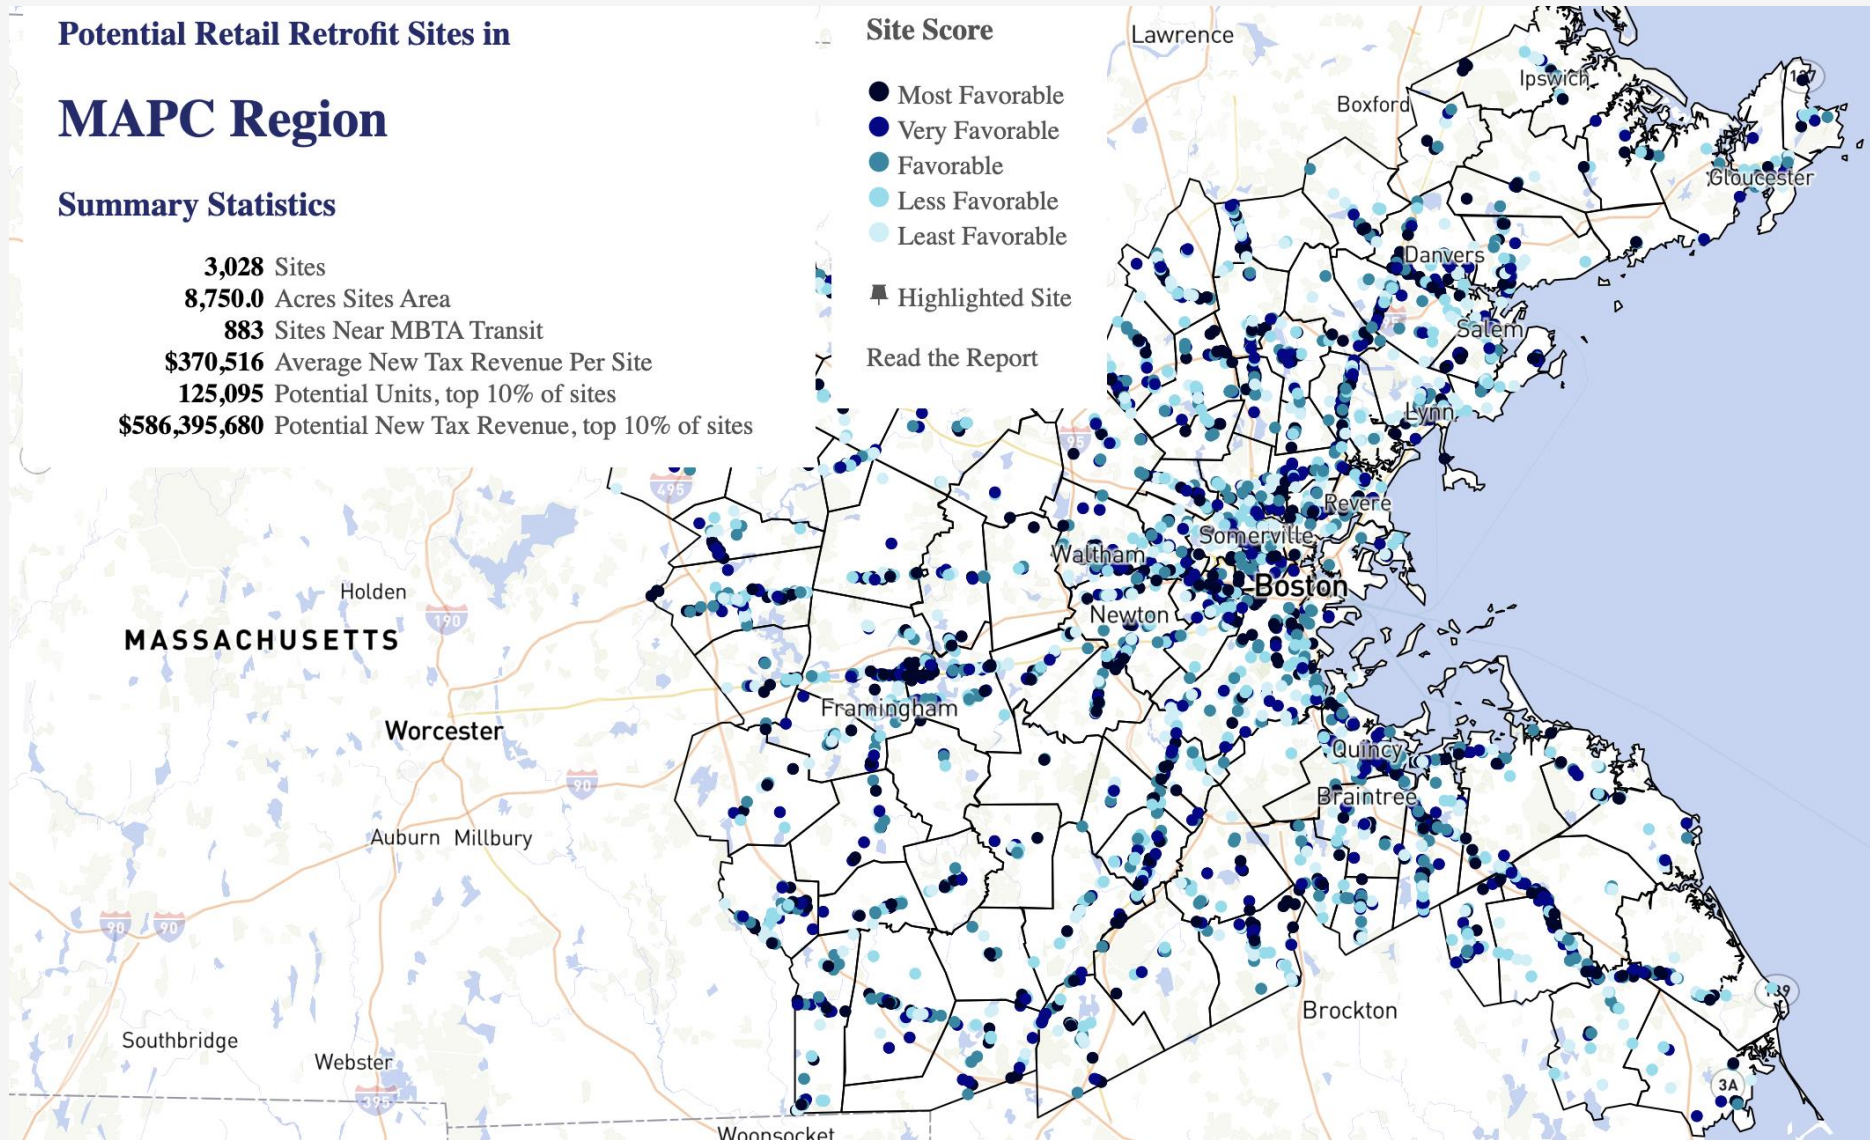 Potential Retail Retrofit Sites in
MAPC Region
Summary Statistics
3,028 Sites
8,750.0 Acres Sites Area
883 Sites Near MBTA Transit
$370,516 Average New Tax Revenue Per Site
125,095 Potential Units, top 10% of sites
$586,395,680 Potential New Tax Revenue, top 10% of sites
Site Score
Most Favorable
Very Favorable
Favorable
Less Favorable
Least Favorable
Highlighted Site
Read the Report
Lawrence
Ipswich
127
Boxford
Gloucester
Danvers
95
Salem
Lynn
95
495
Revere
Somerville
Waltham
Boston
Holden
190
Newton
MASSACHUSETTS
Framingham
Worcester
Quincy
90
Braintree
Auburn
Millbury
90
90
139
Brockton
Southbridge
Webster
3A
395
Woonsocket